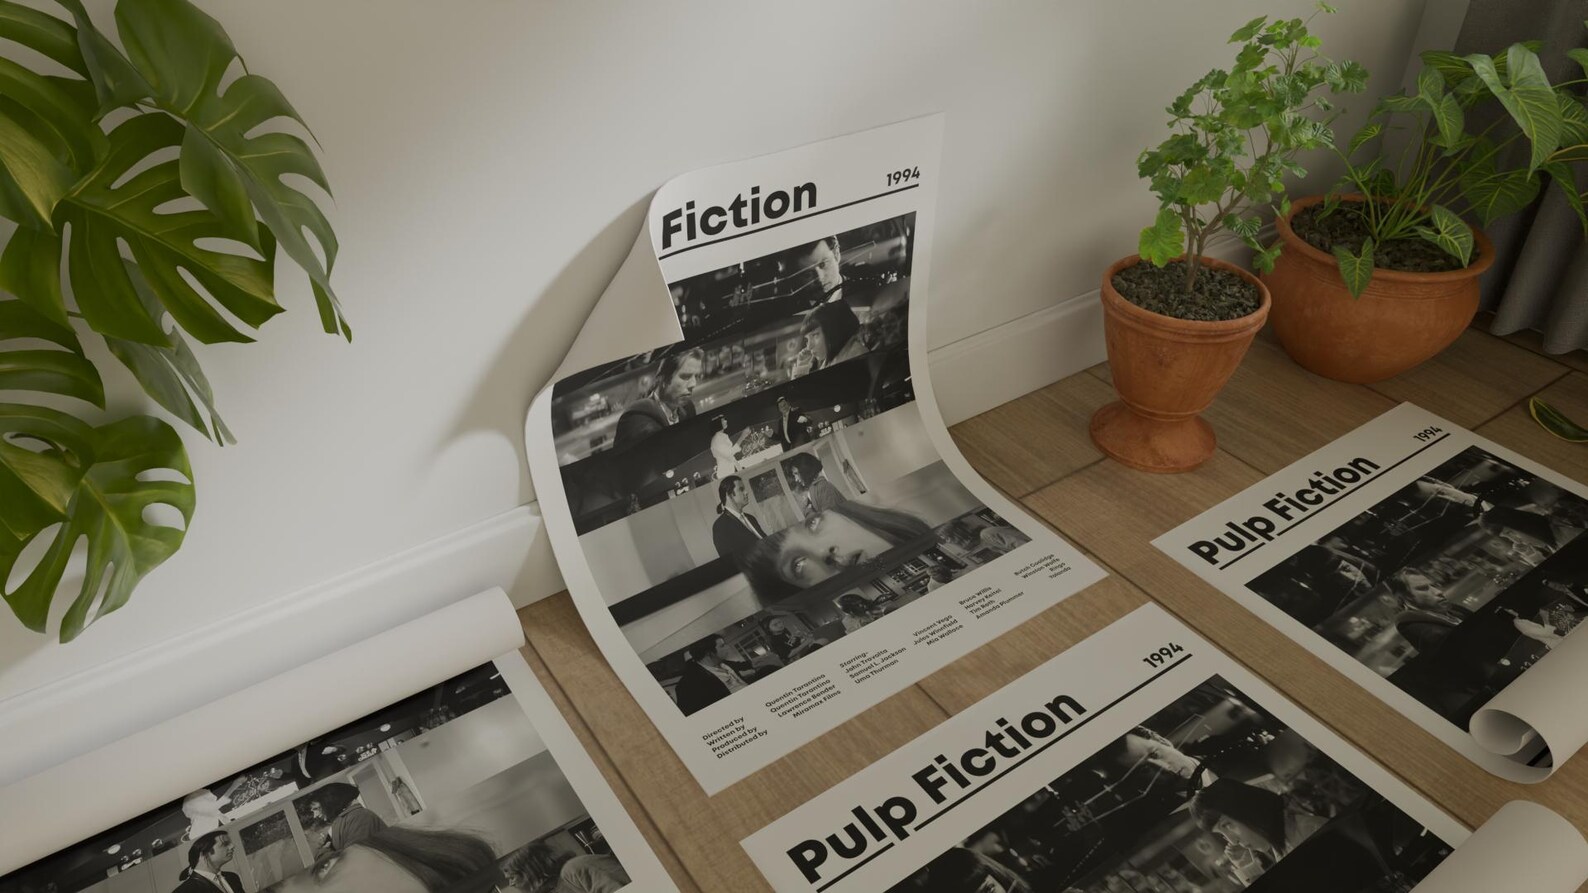 Fiction 1994
Directed by
Written by
Produced by
Distributed by
Quentin Tarantino
Quentin Tarantino
Lawrence Bender
Miramax Films
Starring-
John Travolta
Samuel L. Jackson
Uma Thurman
Vincent Vega
Jules Winnfield
Mia Wallace
Bruce Willis
Harvey Keitel
Tim Roth
Amanda Plummer
Butch Coolidge
Winston Wolfe
Ringo
Yolanda
Pulp Fiction 1994
Pulp Fiction 1994